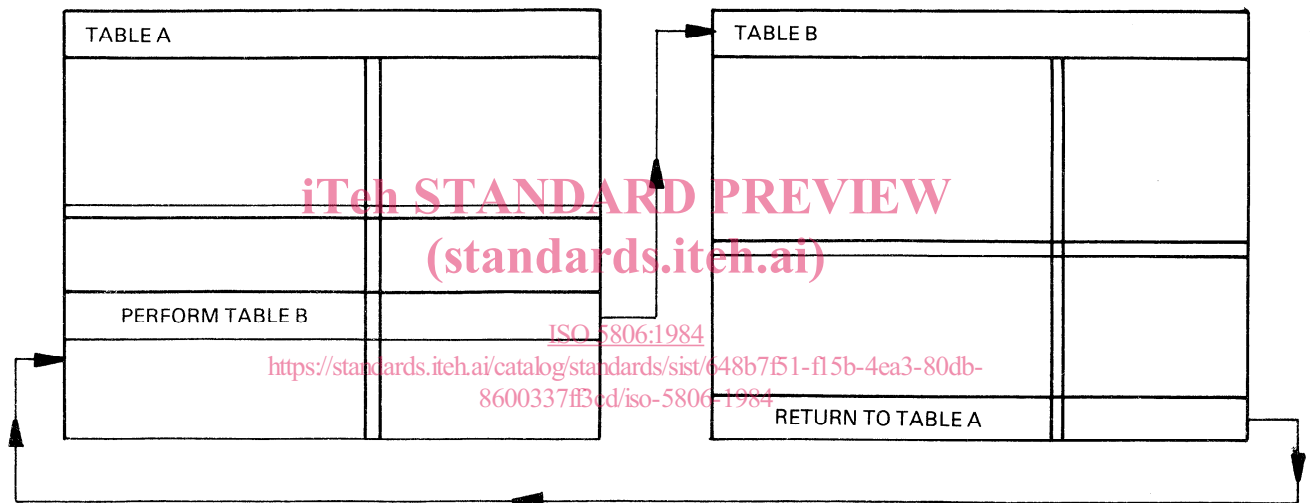 TABLE A
TABLE B
iTeh STANDARD PREVIEW
(standards.iteh.ai)
PERFORM TABLE B
ISO 5806:1984
https://standards.iteh.ai/catalog/standards/sist/648b7f51-f15b-4ea3-80db-
8600337ff3cd/iso-5806-1984
RETURN TO TABLE A